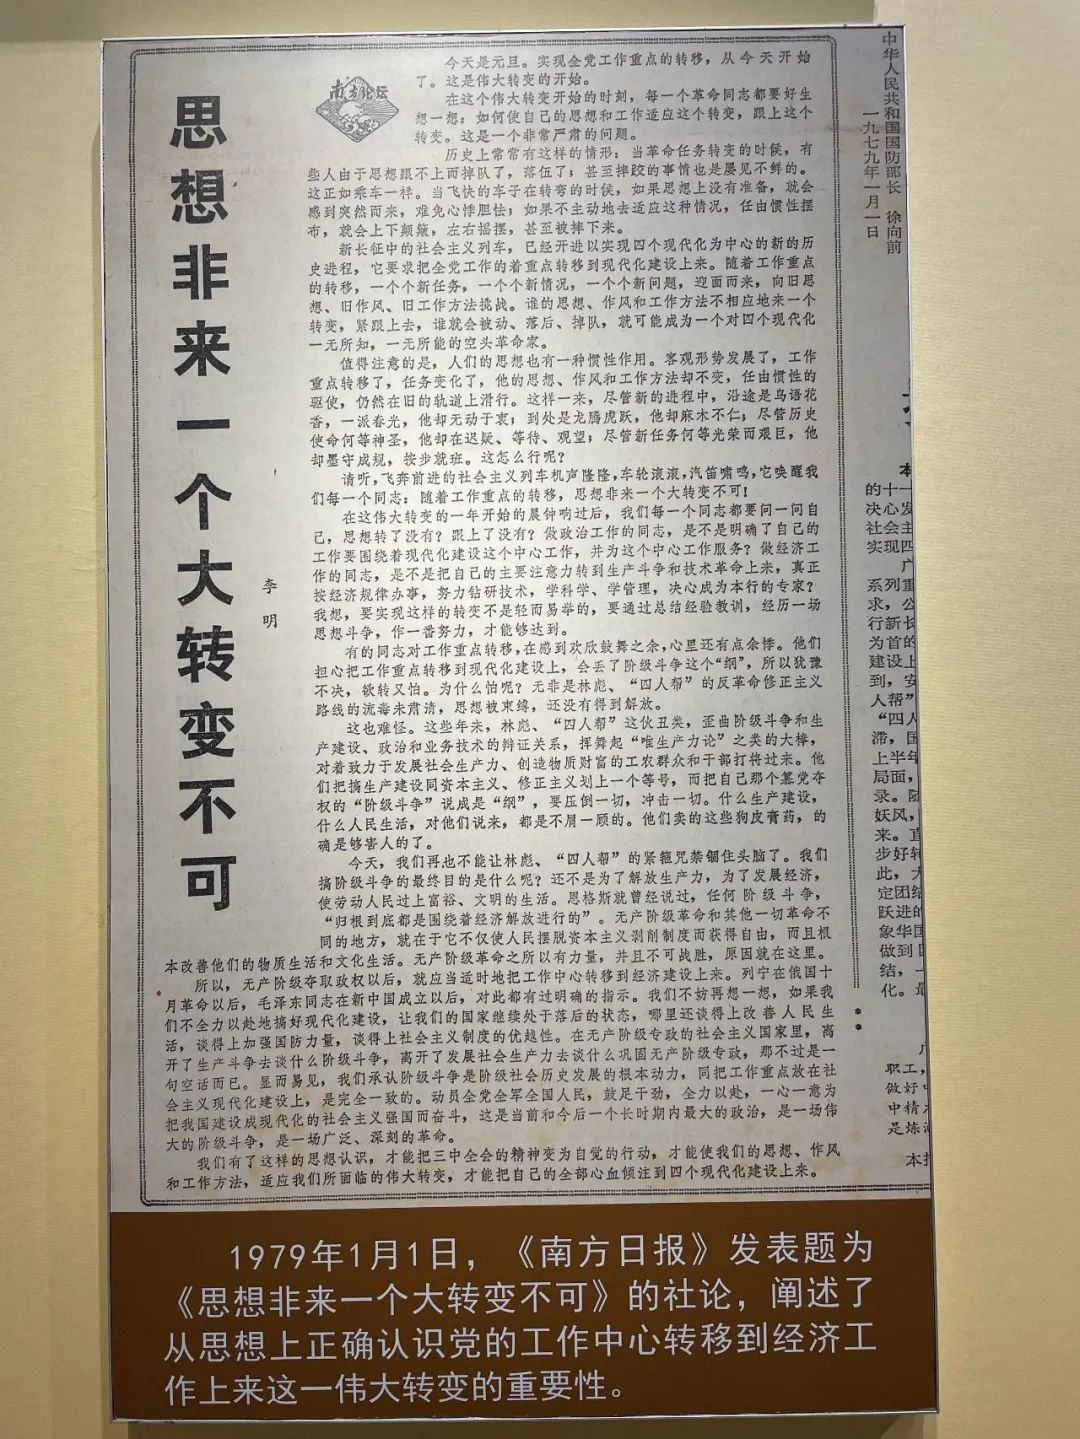 思想非来一个大转变不可
李明
南方论坛
今天是元旦。实现全党工作重点的转移，从今天开始
了。这是伟大转变的开始。
在这个伟大转变开始的时刻，每一个革命同志都要好生
想一想：如何使自己的思想和工作适应这个转变，跟上这个
转变。这是一个非常严肃的问题。
历史上常常有这样的情形：当革命任务转变的时候，有
些人由于思想跟不上而掉队了，落伍了；甚至摔跤的事情也是屡见不鲜的。
这正如乘车一样。当飞快的车子在转弯的时候，如果思想上没有准备，就会
感到突然而来，难免心悸胆怯；如果不主动地去适应这种情况，任由惯性摆
布，就会上下颠簸，左右摇摆，甚至被摔下来。
新长征中的社会主义列车，已经开进以实现四个现代化为中心的新的历
史进程，它要求把全党工作的着重点转移到现代化建设上来。随着工作重点
的转移，一个个新任务，一个个新情况，一个个新问题，迎面而来，向旧思
想、旧作风、旧工作方法挑战。谁的思想、作风和工作方法不相应地来一个
转变，紧跟上去，谁就会被动、落后、掉队，就可能成为一个对四个现代化
一无所知，一无所能的空头革命家。
值得注意的是，人们的思想也有一种惯性作用。客观形势发展了，工作
重点转移了，任务变化了，他的思想、作风和工作方法却不变，任由惯性的
驱使，仍然在旧的轨道上滑行。这样一来，尽管新的进程中，沿途是鸟语花
香，一派春光，他却无动于衷；到处是龙腾虎跃，他却麻木不仁；尽管历史
使命何等神圣，他却在迟疑、等待、观望；尽管新任务何等光荣而艰巨，他
却墨守成规，按步就班。这怎么行呢？
请听，飞奔前进的社会主义列车机声隆隆，车轮滚滚，汽笛啸鸣，它唤醒我
们每一个同志：随着工作重点的转移，思想非来一个大转变不可！
在这伟大转变的一年开始的晨钟响过后，我们每一个同志都要问一问自
己，思想转了没有？跟上了没有？做政治工作的同志，是不是明确了自己的
工作要围绕着现代化建设这个中心工作，并为这个中心工作服务？做经济工
作的同志，是不是把自己的主要注意力转到生产斗争和技术革命上来，真正
按经济规律办事，努力钻研技术，学科学、学管理，决心成为本行的专家？
我想，要实现这样的转变不是轻而易举的，要通过总结经验教训，经历一场
思想斗争，作一番努力，才能够达到。
有的同志对工作重点转移，在感到欢欣鼓舞之余，心里还有点余悸。他们
担心把工作重点转移到现代化建设上，会丢了阶级斗争这个“纲”，所以犹豫
不决，欲转又怕。为什么怕呢？无非是林彪、“四人帮”的反革命修正主义
路线的流毒未肃清，思想被束缚，还没有得到解放。
这也难怪。这些年来，林彪、“四人帮”这伙丑类，歪曲阶级斗争和生
产建设、政治和业务技术的辩证关系，挥舞起“唯生产力论”之类的大棒，
对着致力于发展社会生产力、创造物质财富的工农群众和干部打将过来。他
们把搞生产建设同资本主义、修正主义划上一个等号，而把自己那个篡党夺
权的“阶级斗争”说成是“纲”，要压倒一切，冲击一切。什么生产建设，
什么人民生活，对他们说来，都是不屑一顾的。他们卖的这些狗皮膏药，的
确是够害人的了。
今天，我们再也不能让林彪、“四人帮”的紧箍咒禁锢住头脑了。我们
搞阶级斗争的最终目的是什么呢？还不是为了解放生产力，为了发展经济，
使劳动人民过上富裕、文明的生活。恩格斯就曾经说过，任何阶级斗争，
“归根到底都是围绕着经济解放进行的”。无产阶级革命和其他一切革命不
同的地方，就在于它不仅使人民摆脱资本主义剥削制度而获得自由，而且根
本改善他们的物质生活和文化生活。无产阶级革命之所以有力量，并且不可战胜，原因就在这里。
所以，无产阶级夺取政权以后，就应当适时地把工作中心转移到经济建设上来。列宁在俄国十
月革命以后，毛泽东同志在新中国成立以后，对此都有过明确的指示。我们不妨再想一想，如果我
们不全力以赴地搞好现代化建设，让我们的国家继续处于落后的状态，哪里还谈得上改善人民生
活，谈得上加强国防力量，谈得上社会主义制度的优越性。在无产阶级专政的社会主义国家里，离
开了生产斗争去谈什么阶级斗争，离开了发展社会生产力去谈什么巩固无产阶级专政，那不过是一
句空话而已。显而易见，我们承认阶级斗争是阶级社会历史发展的根本动力，同把工作重点放在社
会主义现代化建设上，是完全一致的。动员全党全军全国人民，鼓足干劲，全力以赴，一心一意为
把我国建设成现代化的社会主义强国而奋斗，这是当前和今后一个长时期内最大的政治，是一场伟
大的阶级斗争，是一场广泛、深刻的革命。
我们有了这样的思想认识，才能把三中全会的精神变为自觉的行动，才能使我们的思想、作风
和工作方法，适应我们所面临的伟大转变，才能把自己的全部心血倾注到四个现代化建设上来。
中华人民共和国国防部长 徐向前
一九七九年一月一日
本
的十一
决心发
社会主
实现四
广
系列重
求，公
行新长
为首的
建设上
到，安
人帮”
“四人
滞，国
上半年
局面，
录。随
妖风，
来。直
步好转
此，大
定团结
跃进的
象华国
做到
结，一
化。最
职工，
做好中
中精
是炼
本报
1979年1月1日，《南方日报》发表题为
《思想非来一个大转变不可》的社论，阐述了
从思想上正确认识党的工作中心转移到经济工
作上来这一伟大转变的重要性。